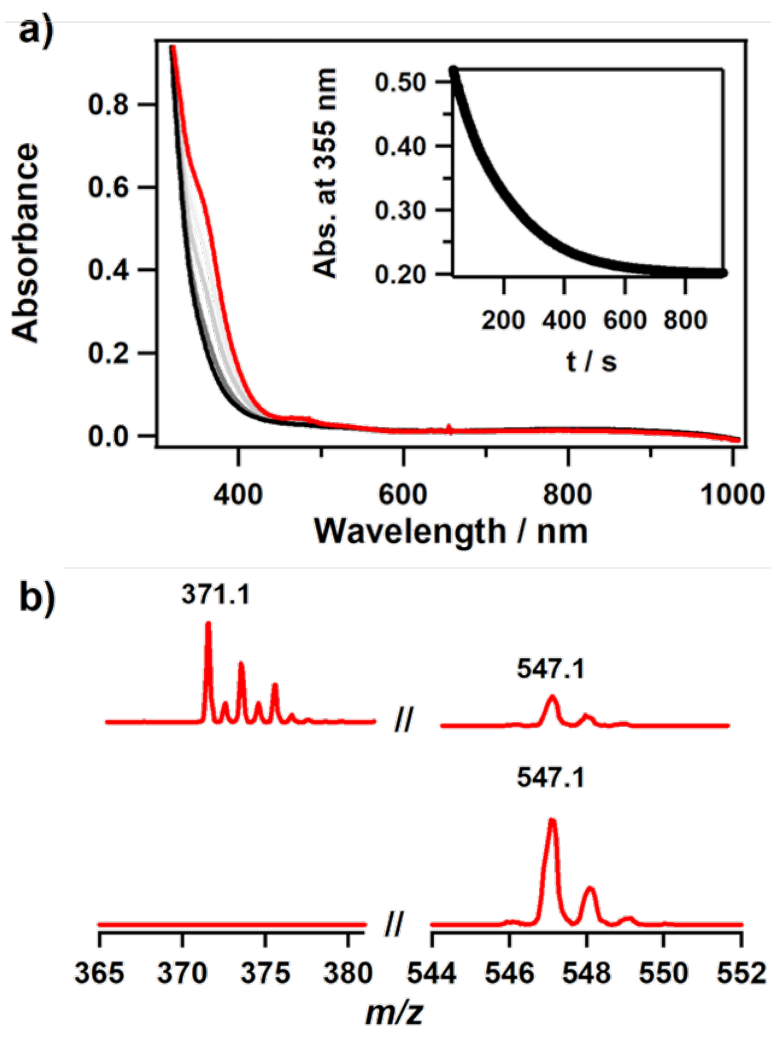 a)
Absorbance
0.8
0.6
0.4
0.2
0.0
400 600 800 1000
Wavelength / nm
Abs. at 355 nm
0.50
0.40
0.30
0.20
200 400 600 800
t / s
b)
371.1
547.1
//
547.1
//
365 370 375 380 544 546 548 550 552
m/z